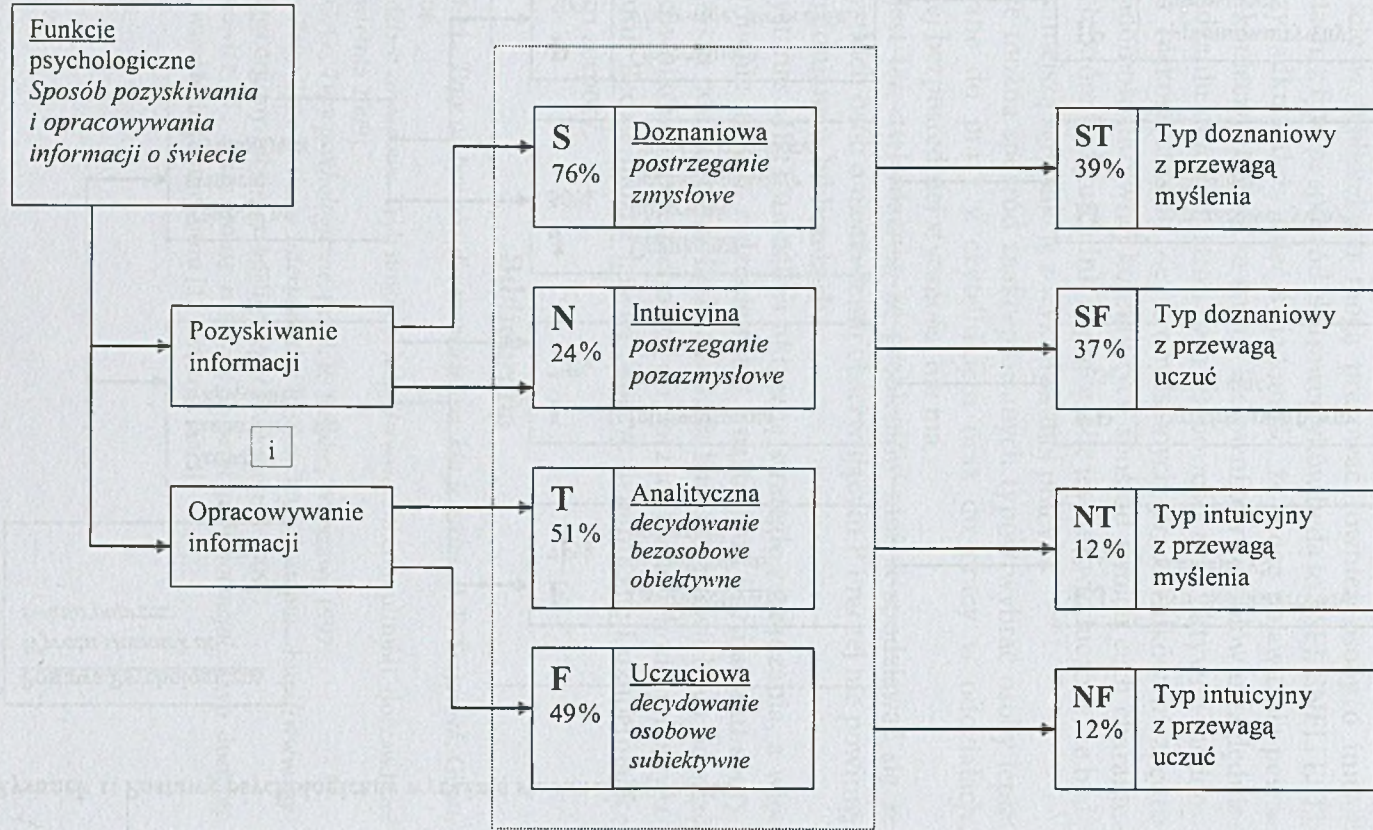 Funkcje
psychologiczne
Sposób pozyskiwania
i opracowywania
informacji o świecie
Pozyskiwanie
informacji
i
Opracowywanie
informacji
S
76%
Doznaniowa
postrzeganie
zmysłowe
N
24%
Intuicyjna
postrzeganie
pozazmysłowe
T
51%
Analityczna
decydowanie
bezosobowe
obiektywne
F
49%
Uczuciowa
decydowanie
osobowe
subiektywne
ST
39%
Typ doznaniowy
z przewagą
myślenia
SF
37%
Typ doznaniowy
z przewagą
uczuć
NT
12%
Typ intuicyjny
z przewagą
myślenia
NF
12%
Typ intuicyjny
z przewagą
uczuć